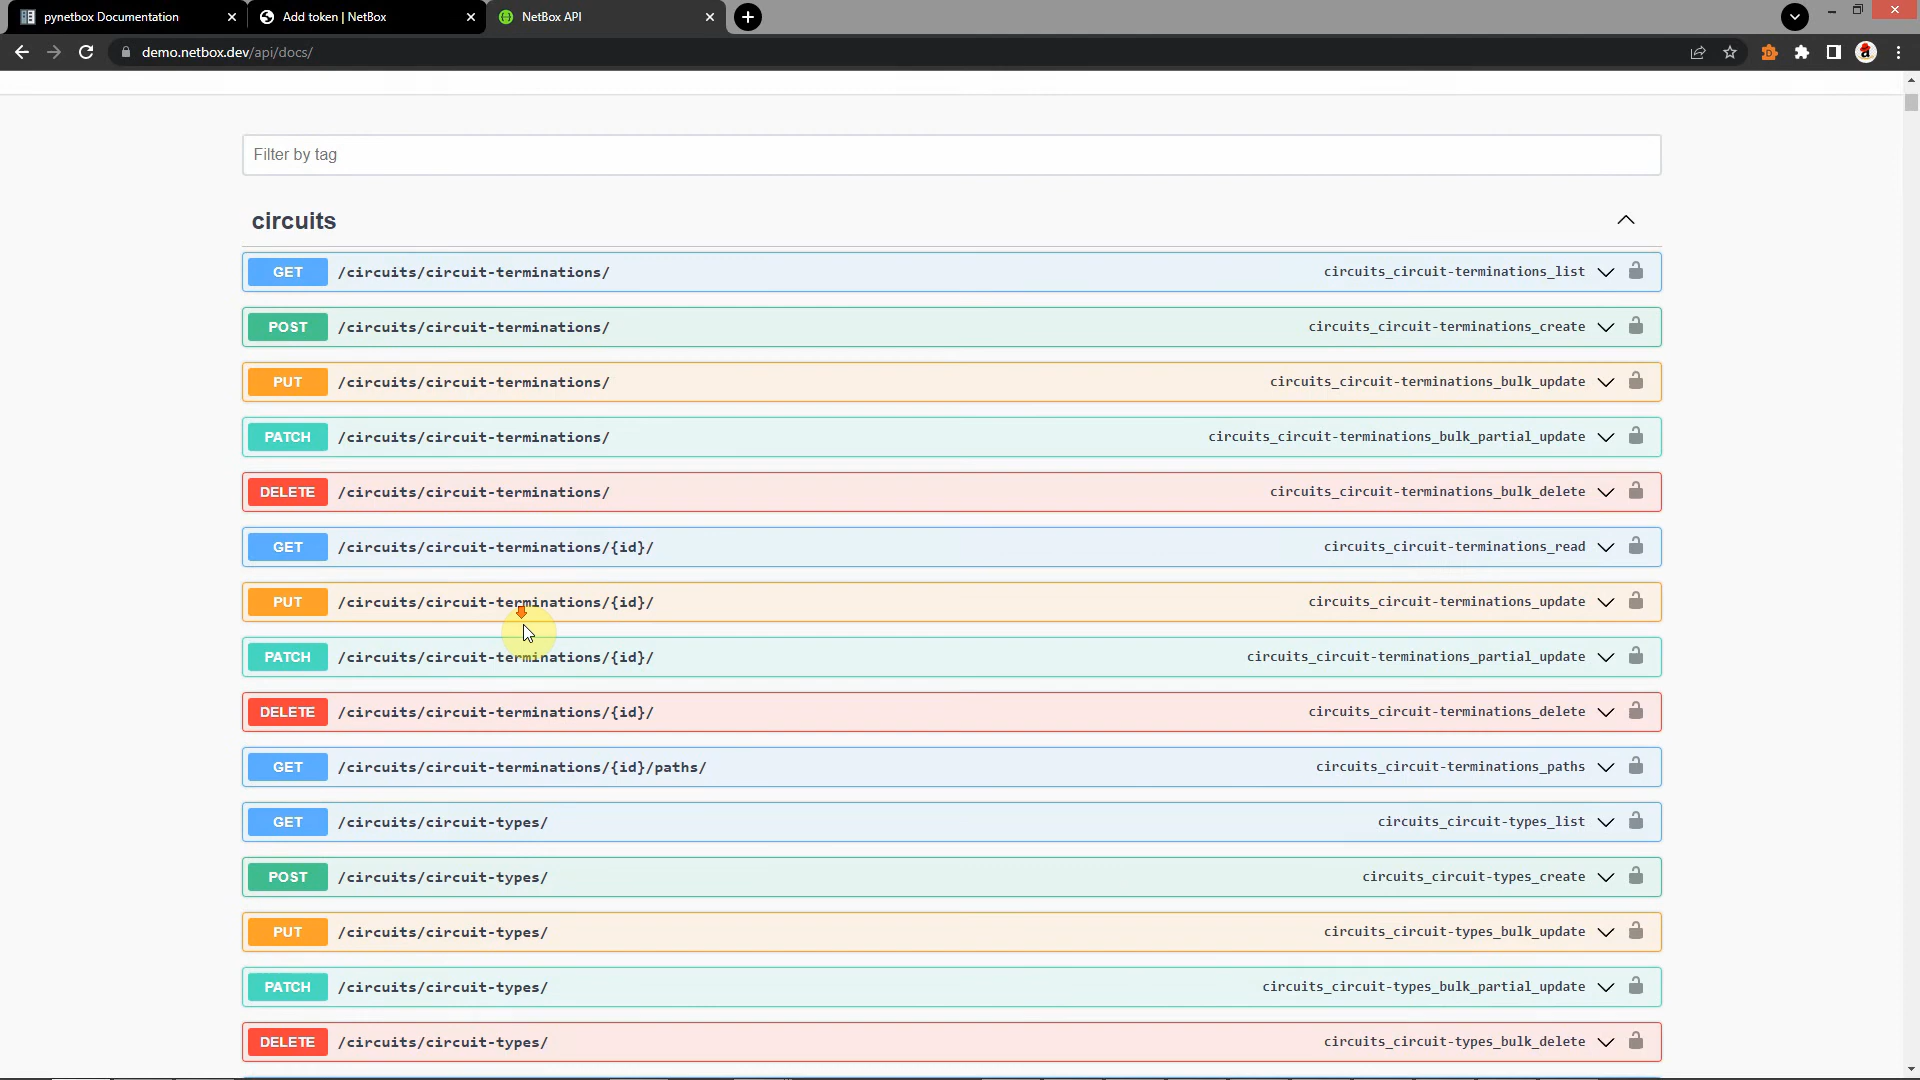 pynetbox Documentation
Add token | NetBox
NetBox API
demo.netbox.dev/api/docs/
Filter by tag
circuits
GET /circuits/circuit-terminations/ circuits_circuit-terminations_list
POST /circuits/circuit-terminations/ circuits_circuit-terminations_create
PUT /circuits/circuit-terminations/ circuits_circuit-terminations_bulk_update
PATCH /circuits/circuit-terminations/ circuits_circuit-terminations_bulk_partial_update
DELETE /circuits/circuit-terminations/ circuits_circuit-terminations_bulk_delete
GET /circuits/circuit-terminations/{id}/ circuits_circuit-terminations_read
PUT /circuits/circuit-terminations/{id}/ circuits_circuit-terminations_update
PATCH /circuits/circuit-terminations/{id}/ circuits_circuit-terminations_partial_update
DELETE /circuits/circuit-terminations/{id}/ circuits_circuit-terminations_delete
GET /circuits/circuit-terminations/{id}/paths/ circuits_circuit-terminations_paths
GET /circuits/circuit-types/ circuits_circuit-types_list
POST /circuits/circuit-types/ circuits_circuit-types_create
PUT /circuits/circuit-types/ circuits_circuit-types_bulk_update
PATCH /circuits/circuit-types/ circuits_circuit-types_bulk_partial_update
DELETE /circuits/circuit-types/ circuits_circuit-types_bulk_delete